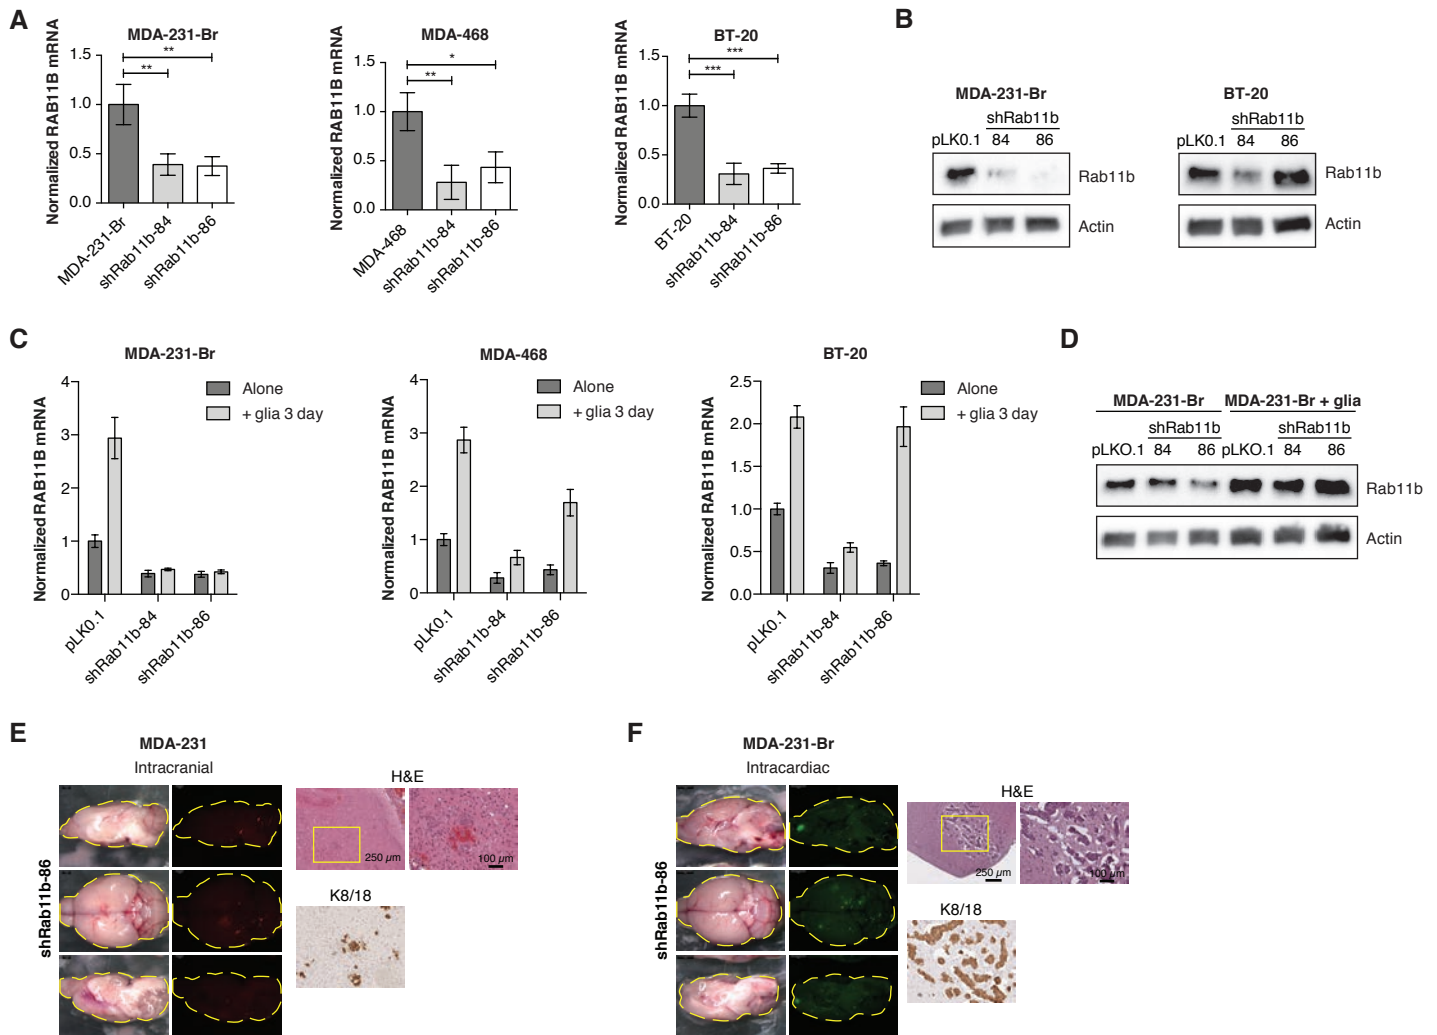 A
MDA-231-Br
Normalized RAB11B mRNA
1.5
1.0
0.5
0.0
**
**
MDA-231-Br
shRab11b-84
shRab11b-86
MDA-468
Normalized RAB11B mRNA
1.5
1.0
0.5
0.0
*
**
MDA-468
shRab11b-84
shRab11b-86
BT-20
Normalized RAB11B mRNA
1.5
1.0
0.5
0.0
***
***
BT-20
shRab11b-84
shRab11b-86
B
MDA-231-Br
shRab11b
pLK0.1 84 86
Rab11b
Actin
BT-20
shRab11b
pLK0.1 84 86
Rab11b
Actin
C
MDA-231-Br
Normalized RAB11B mRNA
4
3
2
1
0
Alone
+ glia 3 day
pLK0.1
shRab11b-84
shRab11b-86
MDA-468
Normalized RAB11B mRNA
4
3
2
1
0
Alone
+ glia 3 day
pLK0.1
shRab11b-84
shRab11b-86
BT-20
Normalized RAB11B mRNA
2.5
2.0
1.5
1.0
0.5
0.0
Alone
+ glia 3 day
pLK0.1
shRab11b-84
shRab11b-86
D
MDA-231-Br MDA-231-Br + glia
shRab11b shRab11b
pLKO.1 84 86 pLKO.1 84 86
Rab11b
Actin
E
MDA-231
Intracranial
shRab11b-86
H&E
250 µm
100 µm
K8/18
F
MDA-231-Br
Intracardiac
shRab11b-86
H&E
250 µm
100 µm
K8/18